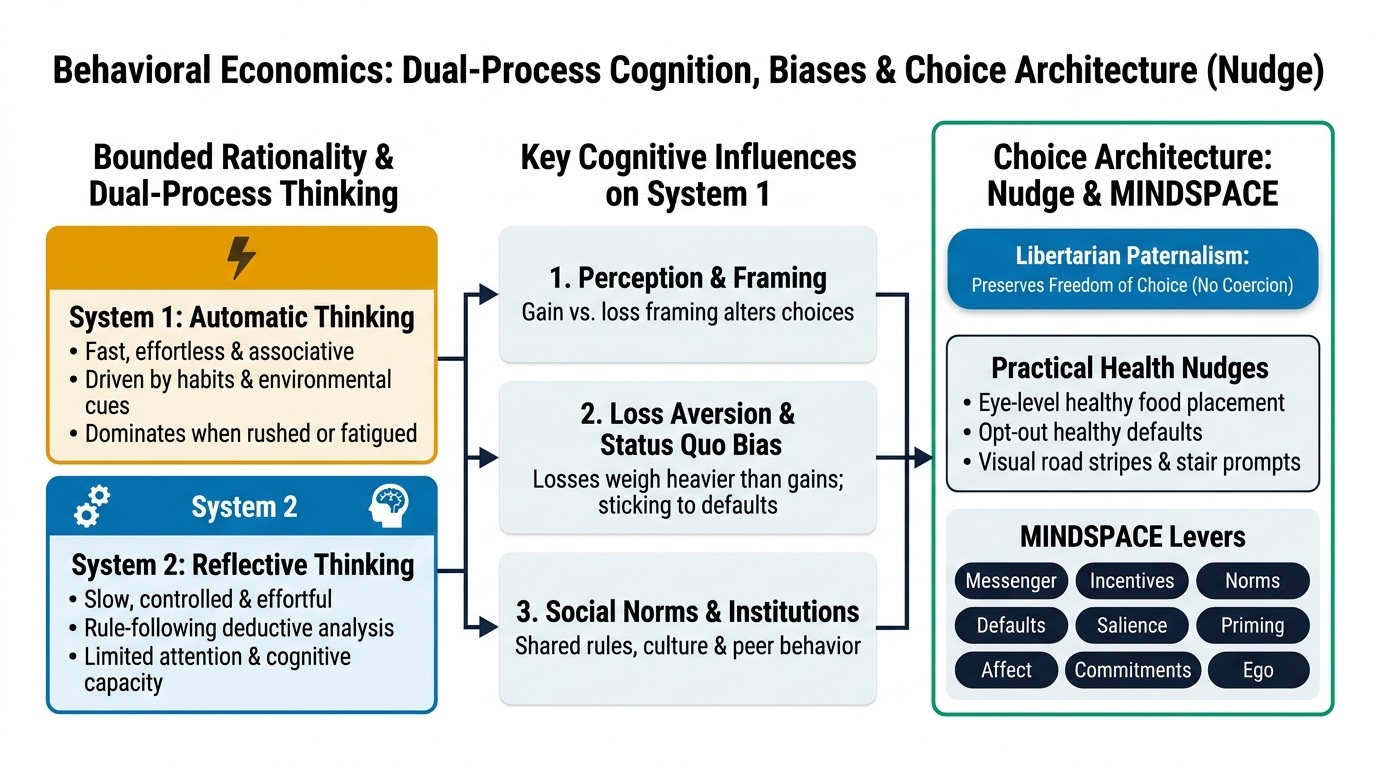 Behavioral Economics: Dual-Process Cognition, Biases & Choice Architecture (Nudge)
Bounded Rationality &
Dual-Process Thinking
System 1: Automatic Thinking
• Fast, effortless & associative
• Driven by habits & environmental
cues
• Dominates when rushed or fatigued
System 2
System 2: Reflective Thinking
• Slow, controlled & effortful
• Rule-following deductive analysis
• Limited attention & cognitive
capacity
Key Cognitive Influences
on System 1
1. Perception & Framing
Gain vs. loss framing alters choices
2. Loss Aversion &
Status Quo Bias
Losses weigh heavier than gains;
sticking to defaults
3. Social Norms & Institutions
Shared rules, culture & peer behavior
Choice Architecture:
Nudge & MINDSPACE
Libertarian Paternalism:
Preserves Freedom of Choice (No Coercion)
Practical Health Nudges
• Eye-level healthy food placement
• Opt-out healthy defaults
• Visual road stripes & stair prompts
MINDSPACE Levers
Messenger Incentives Norms
Defaults Salience Priming
Affect Commitments Ego